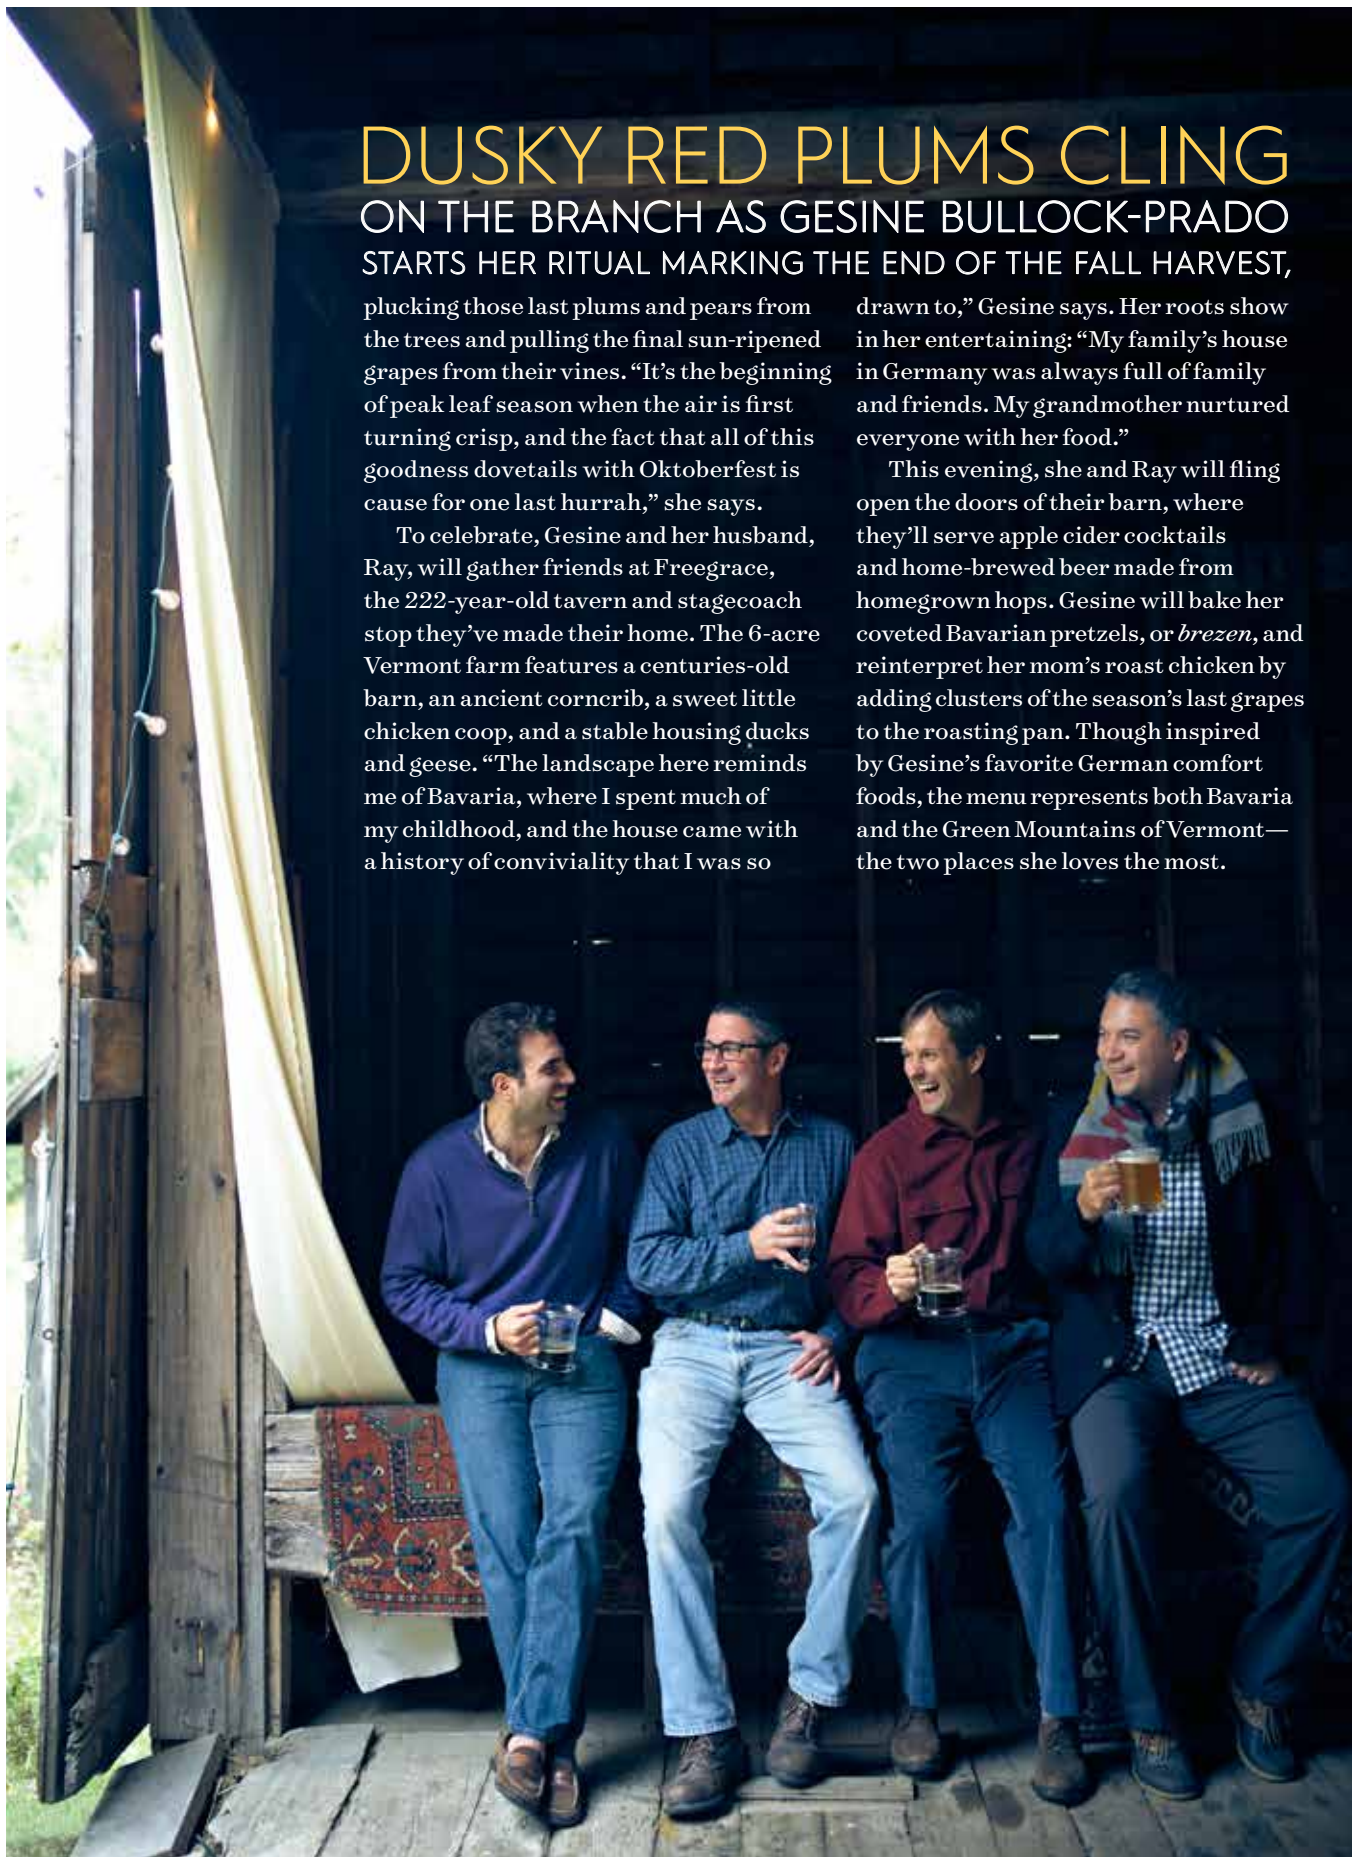 DUSKY RED PLUMS CLING
ON THE BRANCH AS GESINE BULLOCK-PRADO
STARTS HER RITUAL MARKING THE END OF THE FALL HARVEST,
plucking those last plums and pears from
the trees and pulling the final sun-ripened
grapes from their vines. “It’s the beginning
of peak leaf season when the air is first
turning crisp, and the fact that all of this
goodness dovetails with Oktoberfest is
cause for one last hurrah,” she says.
To celebrate, Gesine and her husband,
Ray, will gather friends at Freegrace,
the 222-year-old tavern and stagecoach
stop they’ve made their home. The 6-acre
Vermont farm features a centuries-old
barn, an ancient corncrib, a sweet little
chicken coop, and a stable housing ducks
and geese. “The landscape here reminds
me of Bavaria, where I spent much of
my childhood, and the house came with
a history of conviviality that I was so
drawn to,” Gesine says. Her roots show
in her entertaining: “My family’s house
in Germany was always full of family
and friends. My grandmother nurtured
everyone with her food.”
This evening, she and Ray will fling
open the doors of their barn, where
they’ll serve apple cider cocktails
and home-brewed beer made from
homegrown hops. Gesine will bake her
coveted Bavarian pretzels, or brezen, and
reinterpret her mom’s roast chicken by
adding clusters of the season’s last grapes
to the roasting pan. Though inspired
by Gesine’s favorite German comfort
foods, the menu represents both Bavaria
and the Green Mountains of Vermont—
the two places she loves the most.